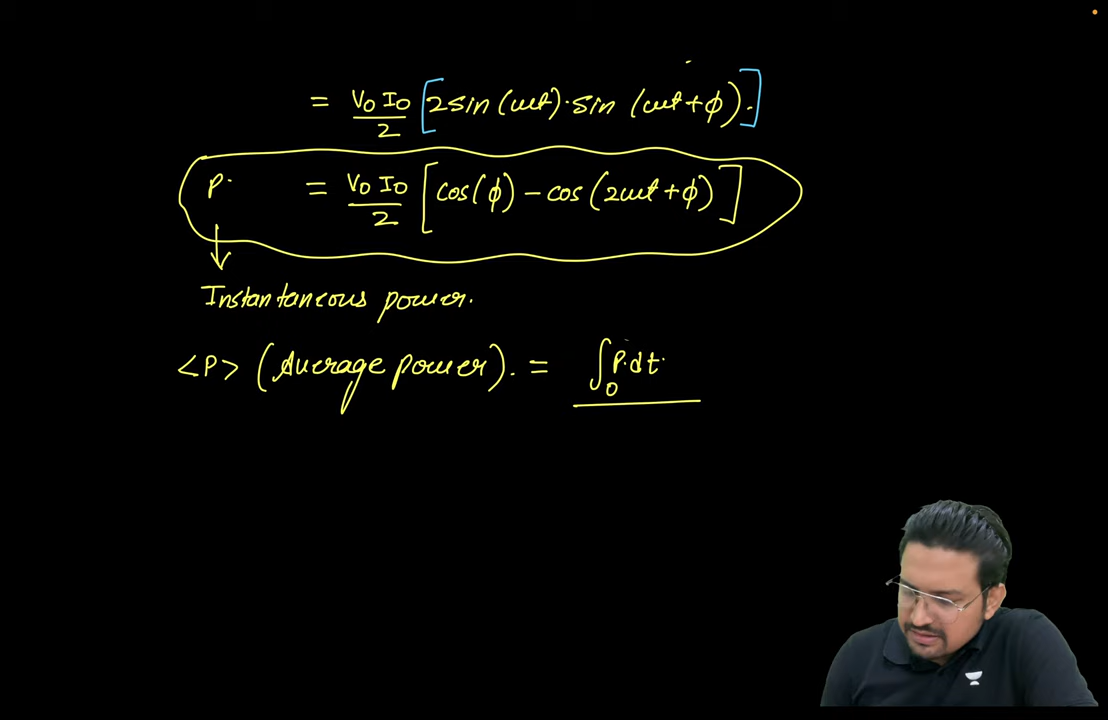 = V₀ I₀/2 [2sin(ωt)·sin (ωt+ϕ).]
P. = V₀ I₀/2 [cos(ϕ) – cos (2ωt+ϕ)]
Instantaneous power.
<P> (Average power). = ∫₀ P.dt.